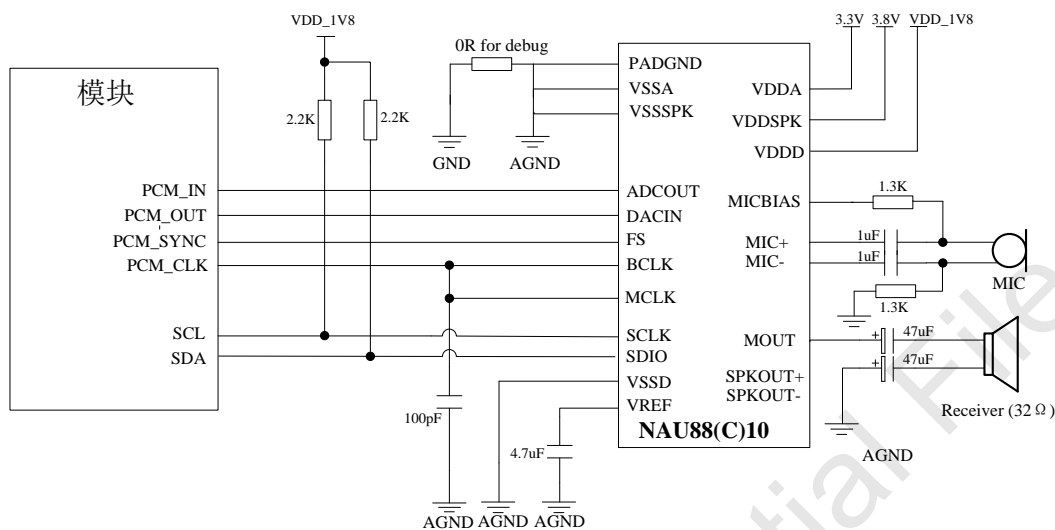 VDD_1V8
3.3V 3.8V VDD_1V8
0R for debug
模块
2.2K
2.2K
GND
AGND
PADGND
VSSA
VSSSPK
VDDA
VDDSPK
VDDD
PCM_IN
PCM_OUT
PCM_SYNC
PCM_CLK
SCL
SDA
ADCOUT
DACIN
FS
BCLK
MCLK
SCLK
SDIO
VSSD
VREF
MICBIAS
MIC+
MIC-
MOUT
SPKOUT+
SPKOUT-
NAU88(C)10
1.3K
1uF
1uF
MIC
1.3K
47uF
47uF
+
+
Receiver (32Ω)
AGND
100pF
4.7uF
AGND AGND AGND
tial File